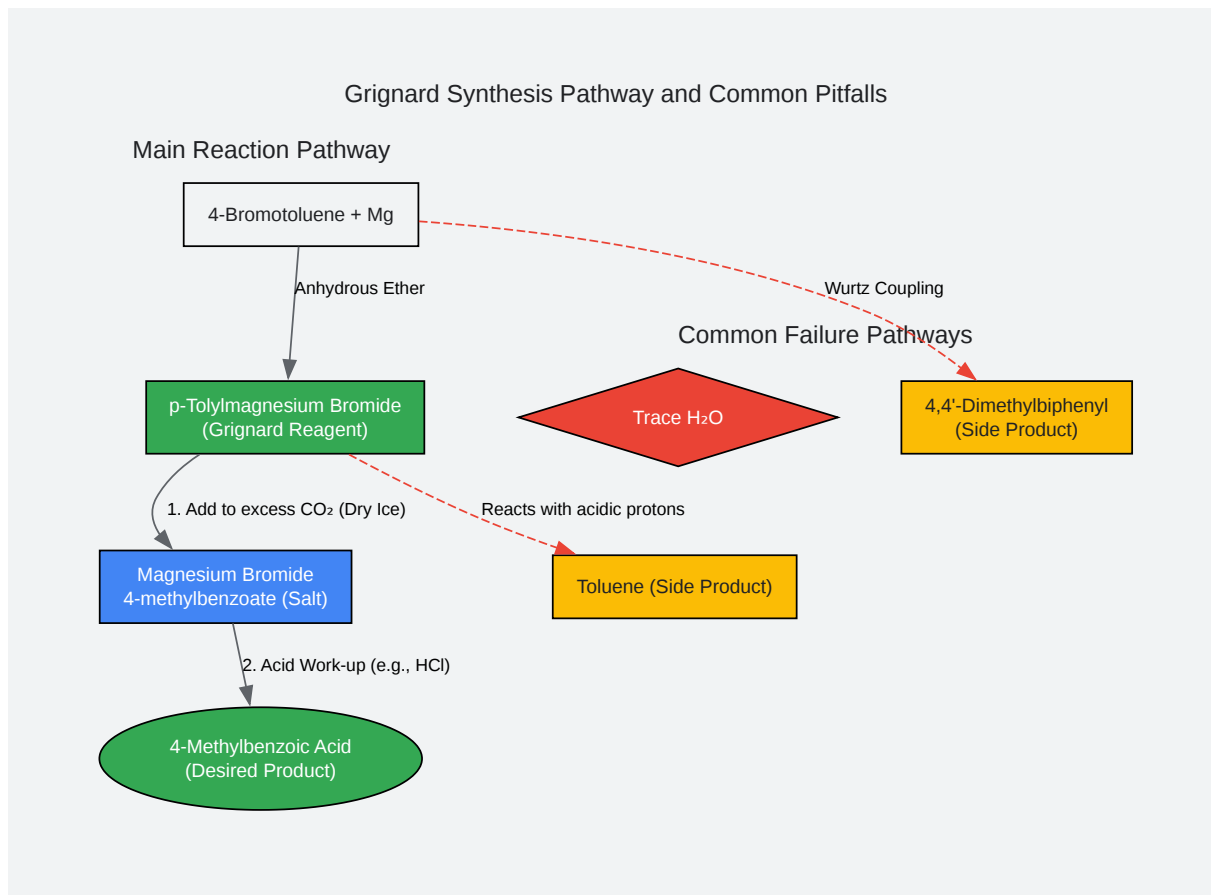 Grignard Synthesis Pathway and Common Pitfalls
Main Reaction Pathway
4-Bromotoluene + Mg
Anhydrous Ether
Wurtz Coupling
Common Failure Pathways
p-Tolylmagnesium Bromide
(Grignard Reagent)
Trace H₂O
4,4'-Dimethylbiphenyl
(Side Product)
1. Add to excess CO₂ (Dry Ice)
Reacts with acidic protons
Magnesium Bromide
4-methylbenzoate (Salt)
Toluene (Side Product)
2. Acid Work-up (e.g., HCl)
4-Methylbenzoic Acid
(Desired Product)